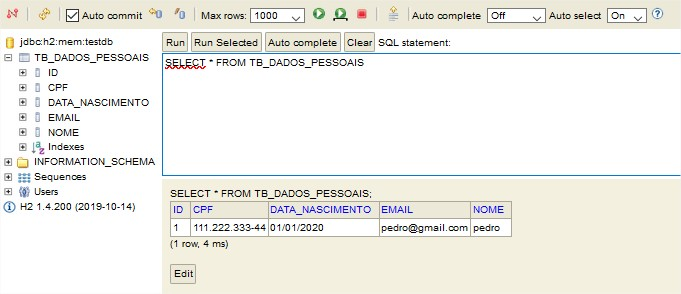 Auto commit Max rows: 1000 Auto complete Off Auto select On
jdbc:h2:mem:testdb
TB_DADOS_PESSOAIS
ID
CPF
DATA_NASCIMENTO
EMAIL
NOME
Indexes
INFORMATION_SCHEMA
Sequences
Users
H2 1.4.200 (2019-10-14)
Run Run Selected Auto complete Clear SQL statement:
SELECT * FROM TB_DADOS_PESSOAIS
SELECT * FROM TB_DADOS_PESSOAIS;
ID CPF DATA_NASCIMENTO EMAIL NOME
1 111.222.333-44 01/01/2020 pedro@gmail.com pedro
(1 row, 4 ms)
Edit